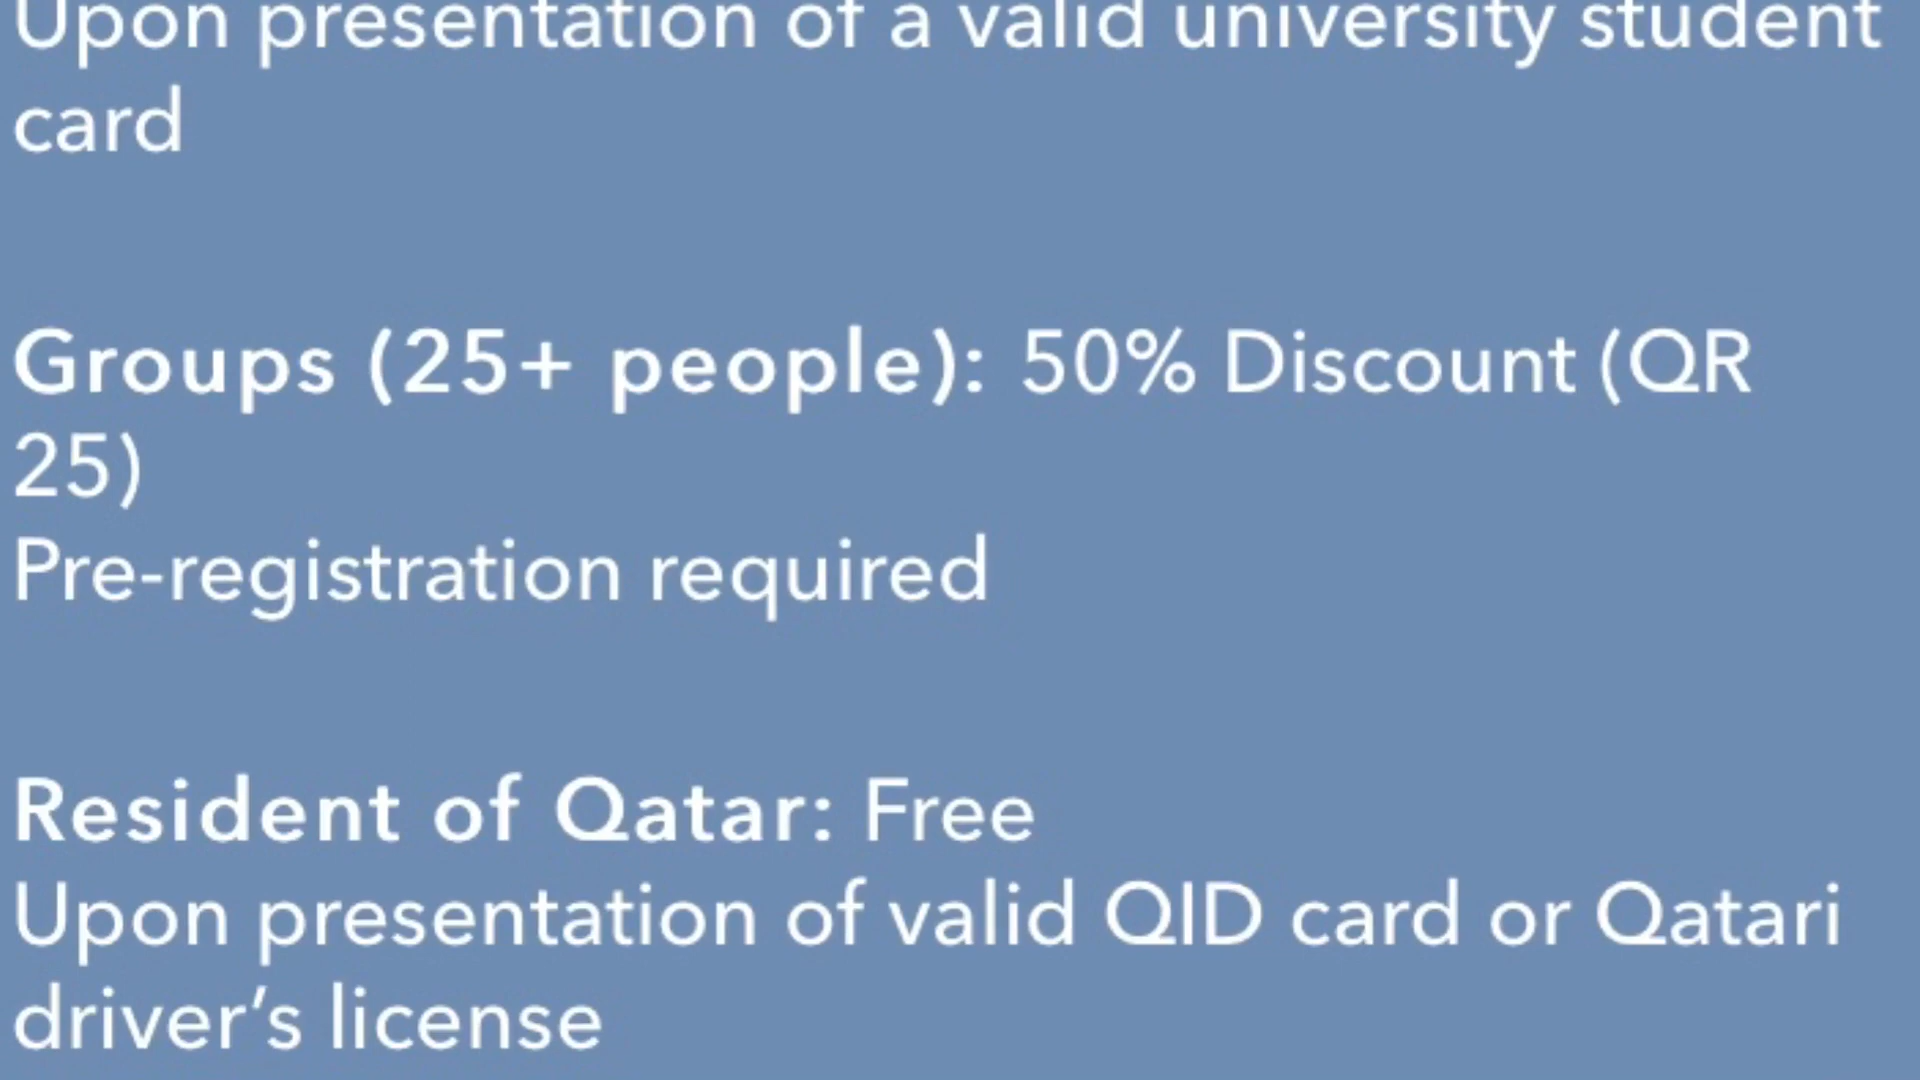 Upon presentation of a valid university student
card
Groups (25+ people): 50% Discount (QR
25)
Pre-registration required
Resident of Qatar: Free
Upon presentation of valid QID card or Qatari
driver’s license